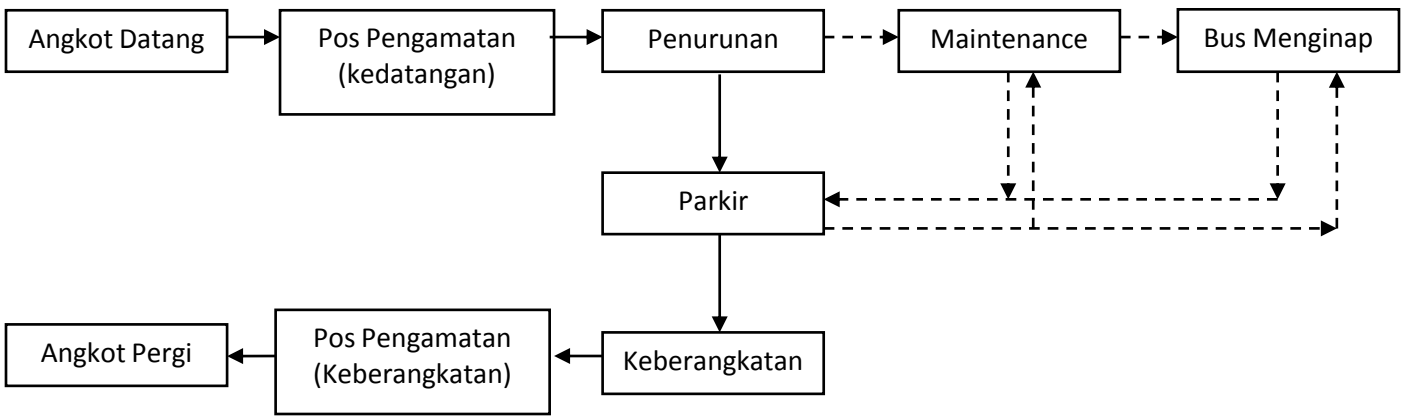 Angkot Datang
Pos Pengamatan
(kedatangan)
Penurunan
Maintenance
Bus Menginap
Parkir
Angkot Pergi
Pos Pengamatan
(Keberangkatan)
Keberangkatan